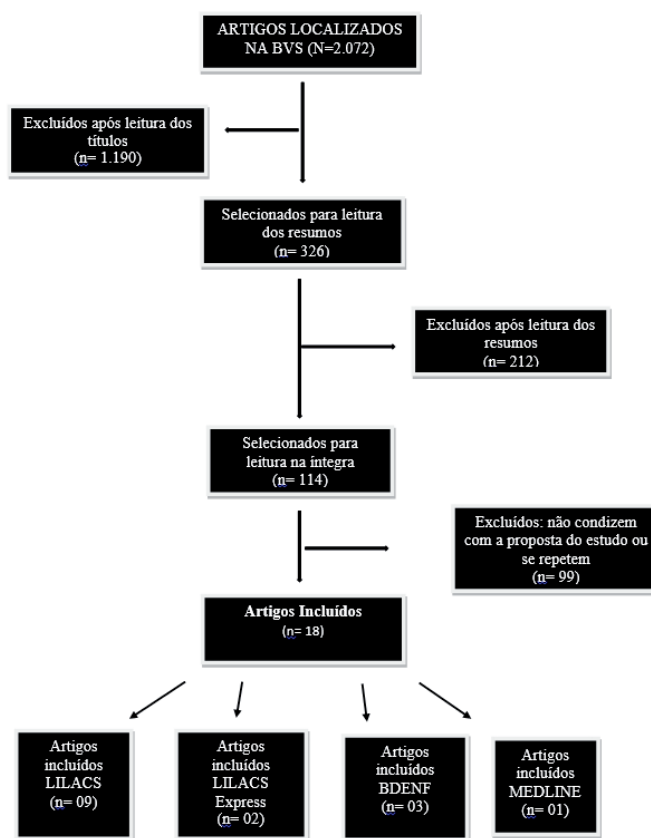 ARTIGOS LOCALIZADOS
NA BVS (N=2.072)
Excluídos após leitura dos
títulos
(n= 1.190)
Selecionados para leitura
dos resumos
(n= 326)
Excluídos após leitura dos
resumos
(n= 212)
Selecionados para
leitura na íntegra
(n= 114)
Excluídos: não condizem
com a proposta do estudo ou
se repetem
(n= 99)
Artigos Incluídos
(n= 18)
Artigos
incluídos
LILACS
(n= 09)
Artigos
incluídos
LILACS
Express
(n= 02)
Artigos
incluídos
BDENF
(n= 03)
Artigos
incluídos
MEDLINE
(n= 01)